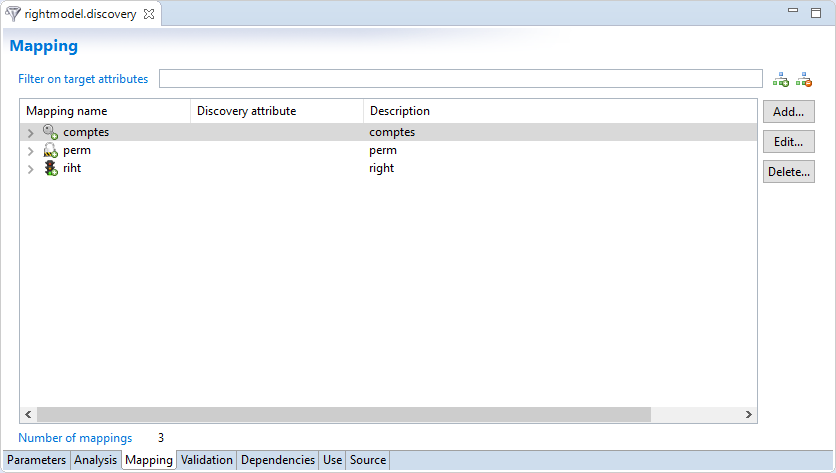 rightmodel.discovery
Mapping
Filter on target attributes
Mapping name Discovery attribute Description
comptes comptes
perm perm
riht right
Add...
Edit...
Delete...
Number of mappings 3
Parameters Analysis Mapping Validation Dependencies Use Source